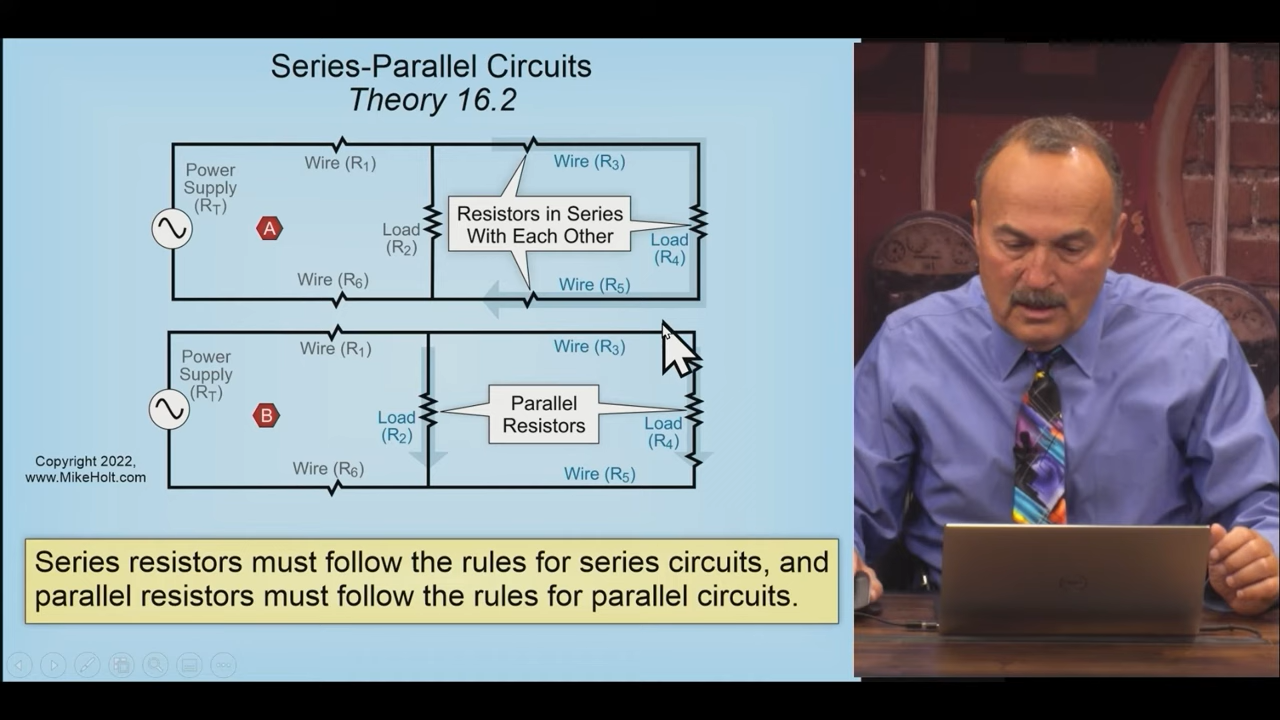 Series-Parallel Circuits
Theory 16.2
Wire (R1)
Wire (R3)
Power
Supply
(RT)
A
Resistors in Series
With Each Other
Load
(R2)
Load
(R4)
Wire (R6)
Wire (R5)
Wire (R1)
Wire (R3)
Power
Supply
(RT)
B
Parallel
Resistors
Load
(R2)
Load
(R4)
Wire (R6)
Wire (R5)
Copyright 2022,
www.MikeHolt.com
Series resistors must follow the rules for series circuits, and
parallel resistors must follow the rules for parallel circuits.